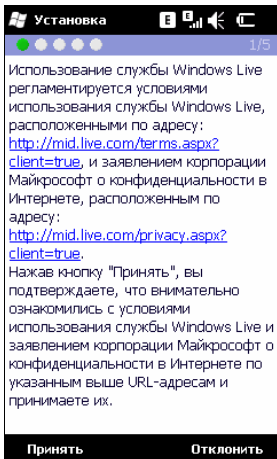 Установка
1/5
Использование службы Windows Live
регламентируется условиями
использования службы Windows Live,
расположенными по адресу:
http://mid.live.com/terms.aspx?
client=true, и заявлением корпорации
Майкрософт о конфиденциальности в
Интернете, расположенным по
адресу:
http://mid.live.com/privacy.aspx?
client=true.
Нажав кнопку "Принять", вы
подтверждаете, что внимательно
ознакомились с условиями
использования службы Windows Live и
заявлением корпорации Майкрософт о
конфиденциальности в Интернете по
указанным выше URL-адресам и
принимаете их.
Принять Отклонить